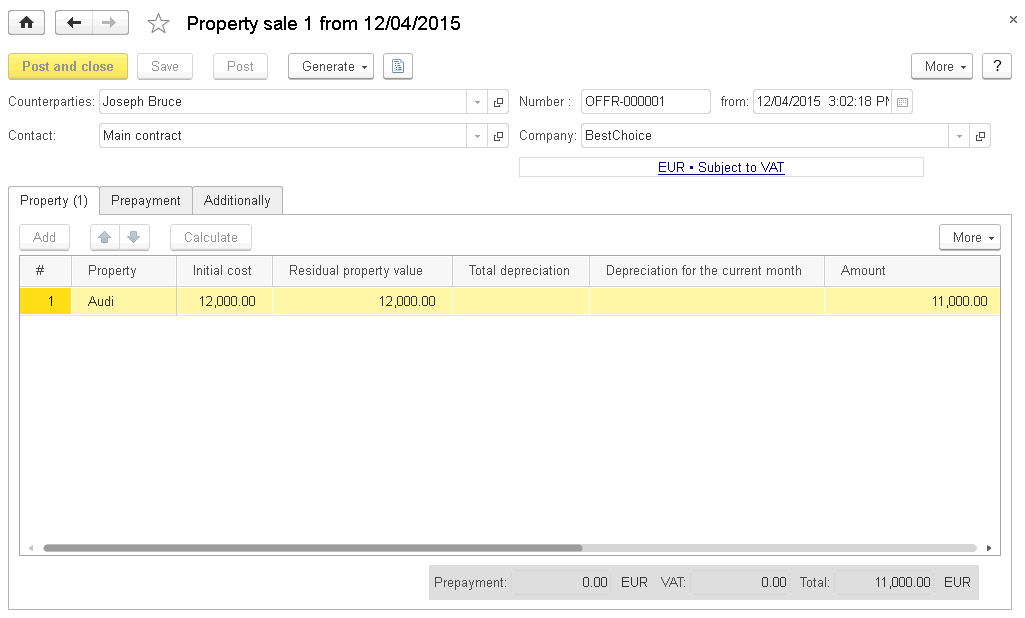 Property sale 1 from 12/04/2015
×
Post and close Save Post Generate More ?
Counterparties: Joseph Bruce Number : OFFR-000001 from: 12/04/2015 3:02:18 PM
Contact: Main contract Company: BestChoice
EUR • Subject to VAT
Property (1) Prepayment Additionally
Add Calculate More
# Property Initial cost Residual property value Total depreciation Depreciation for the current month Amount
1 Audi 12,000.00 12,000.00 11,000.00
Prepayment: 0.00 EUR VAT: 0.00 Total: 11,000.00 EUR